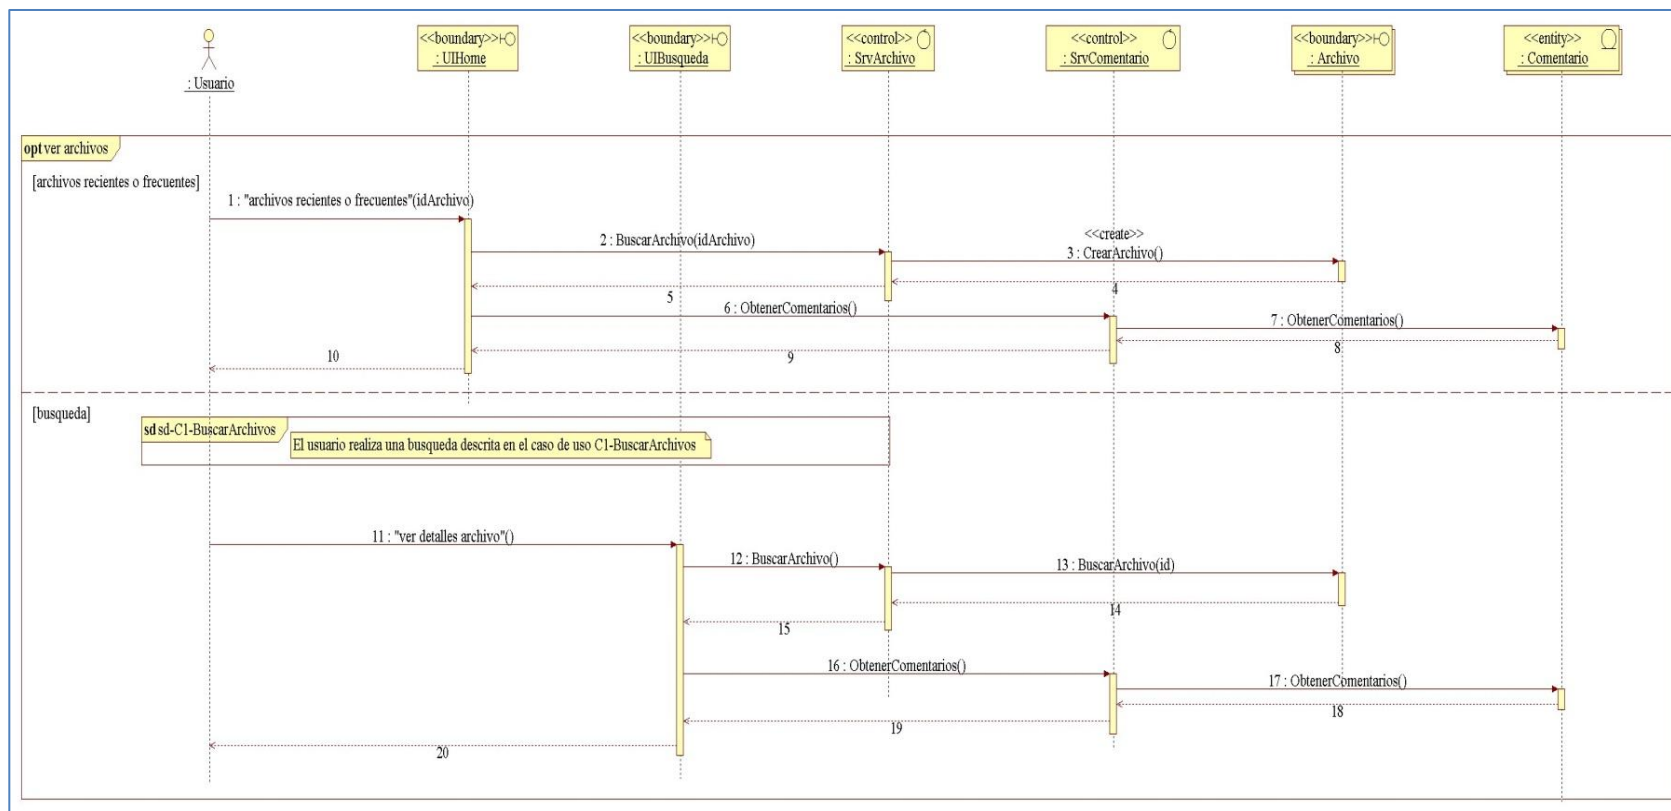 <<boundary>>
: UIHome
<<boundary>>
: UIBusqueda
<<control>>
: SrvArchivo
<<control>>
: SrvComentario
<<boundary>>
: Archivo
<<entity>>
: Comentario
: Usuario
opt ver archivos
[archivos recientes o frecuentes]
1 : "archivos recientes o frecuentes"(idArchivo)
2 : BuscarArchivo(idArchivo)
<<create>>
3 : CrearArchivo()
4
5
6 : ObtenerComentarios()
7 : ObtenerComentarios()
8
9
10
[busqueda]
sd sd-C1-BuscarArchivos
El usuario realiza una busqueda descrita en el caso de uso C1-BuscarArchivos
11 : "ver detalles archivo"()
12 : BuscarArchivo()
13 : BuscarArchivo(id)
14
15
16 : ObtenerComentarios()
17 : ObtenerComentarios()
18
19
20